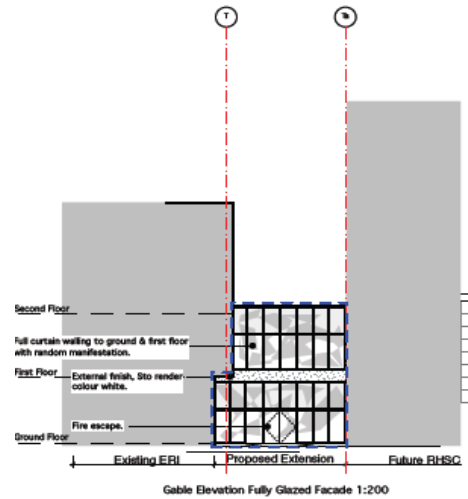 T
Second Floor
Full curtain walling to ground & first floor
with random manifestation.
First Floor
External finish, Sto render-
colour white.
Fire escape.
Ground Floor
Existing ERI
Proposed Extension
Future RHSC
Gable Elevation Fully Glazed Facade 1:200